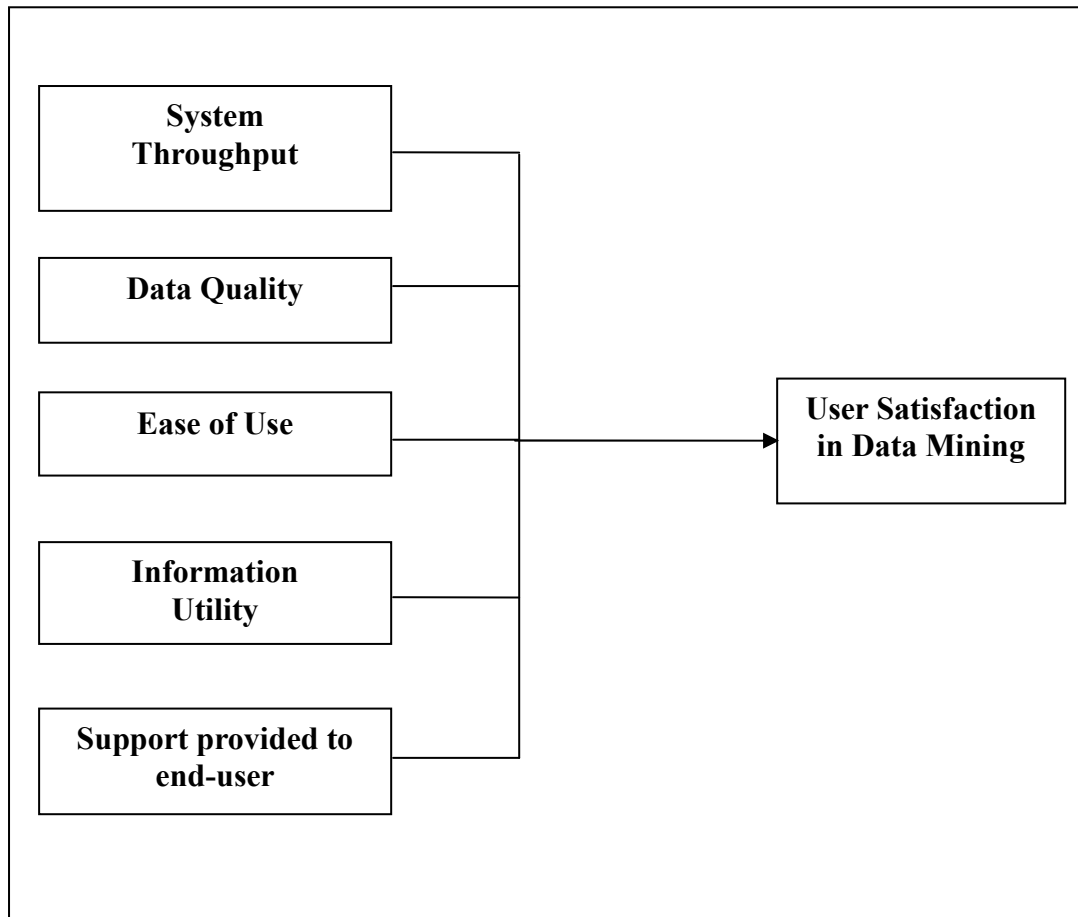 System
Throughput
Data Quality
Ease of Use
Information
Utility
Support provided to
end-user
User Satisfaction
in Data Mining